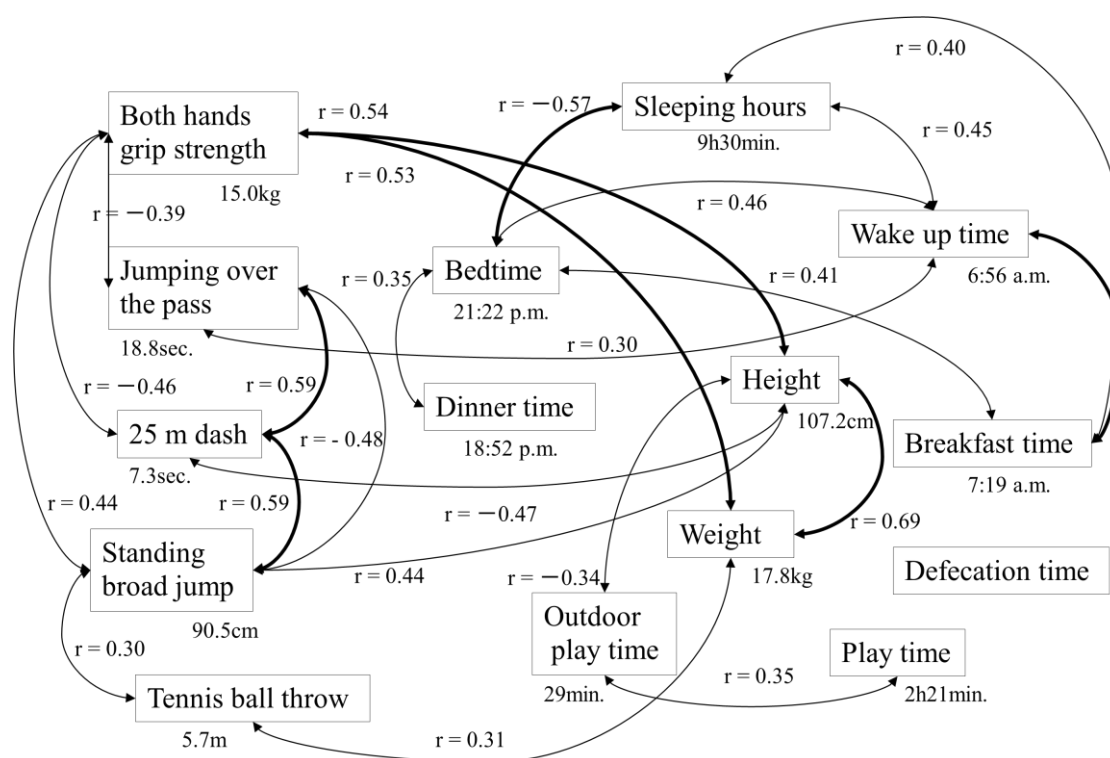 r = 0.40
Both hands
grip strength
15.0kg
r = 0.54
r = 0.53
r = －0.57
Sleeping hours
9h30min.
r = 0.45
r = －0.39
r = 0.46
Wake up time
6:56 a.m.
Jumping over
the pass
18.8sec.
r = 0.35
Bedtime
21:22 p.m.
r = 0.41
r = 0.30
r = －0.46
r = 0.59
Height
107.2cm
25 m dash
7.3sec.
r = - 0.48
Dinner time
18:52 p.m.
Breakfast time
7:19 a.m.
r = 0.44
r = 0.59
r = －0.47
Weight
17.8kg
r = 0.69
Standing
broad jump
90.5cm
r = 0.44
r = －0.34
Defecation time
Outdoor
play time
29min.
r = 0.30
Play time
2h21min.
r = 0.35
Tennis ball throw
5.7m
r = 0.31